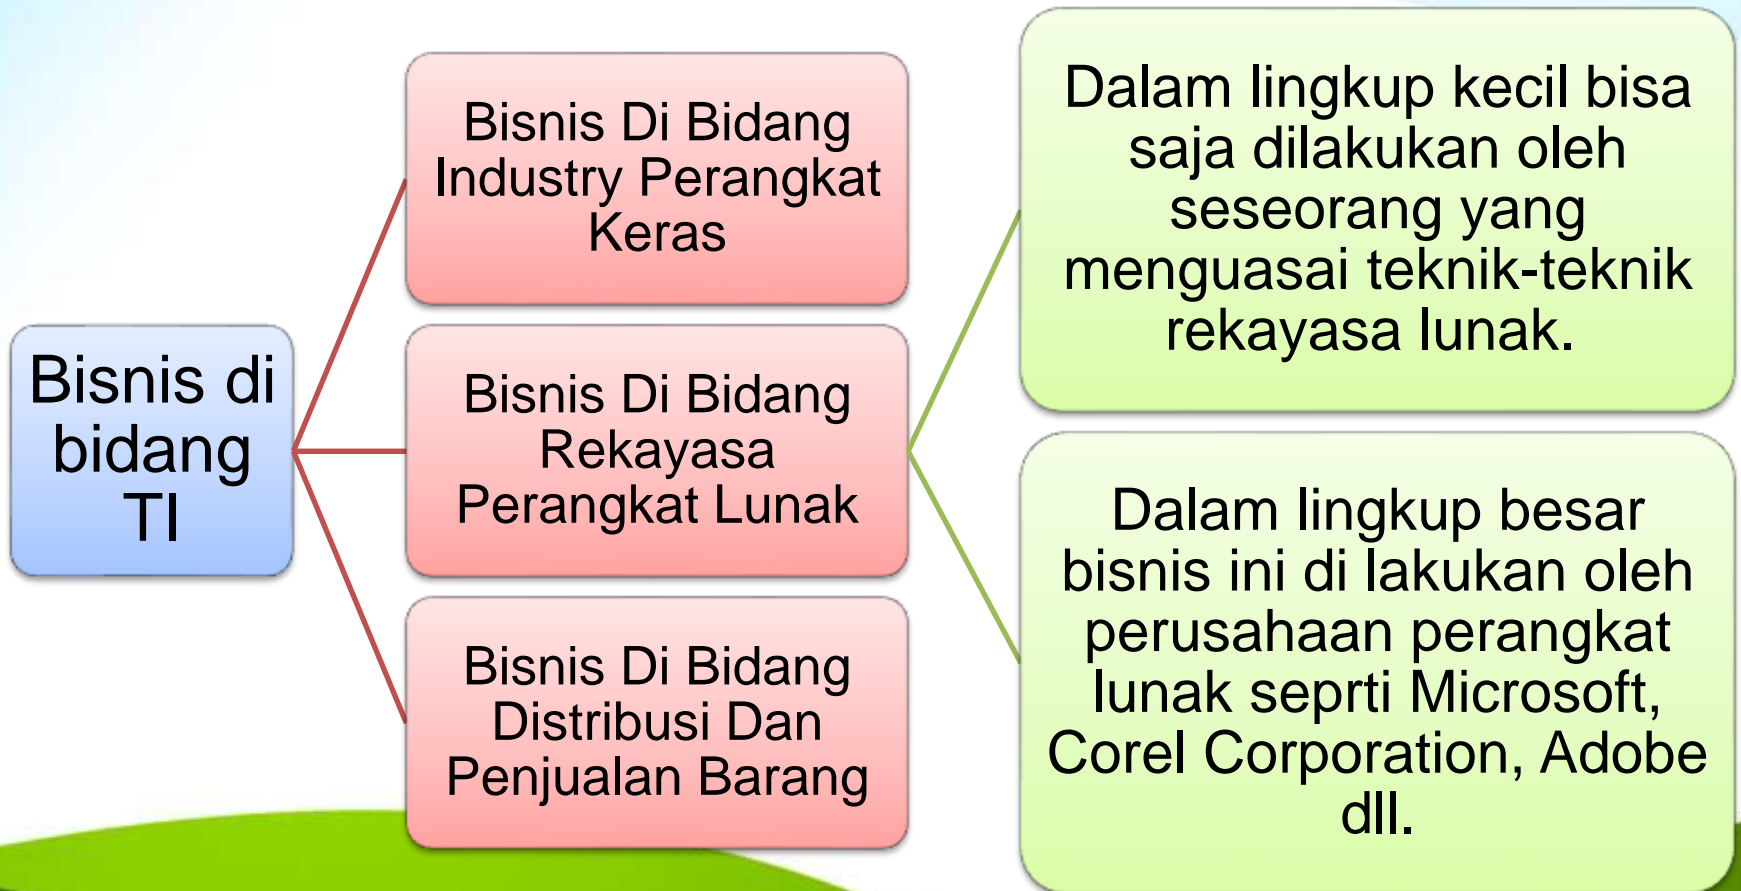 Bisnis di
bidang
TI
Bisnis Di Bidang
Industry Perangkat
Keras
Bisnis Di Bidang
Rekayasa
Perangkat Lunak
Bisnis Di Bidang
Distribusi Dan
Penjualan Barang
Dalam lingkup kecil bisa
saja dilakukan oleh
seseorang yang
menguasai teknik-teknik
rekayasa lunak.
Dalam lingkup besar
bisnis ini di lakukan oleh
perusahaan perangkat
lunak seprti Microsoft,
Corel Corporation, Adobe
dll.